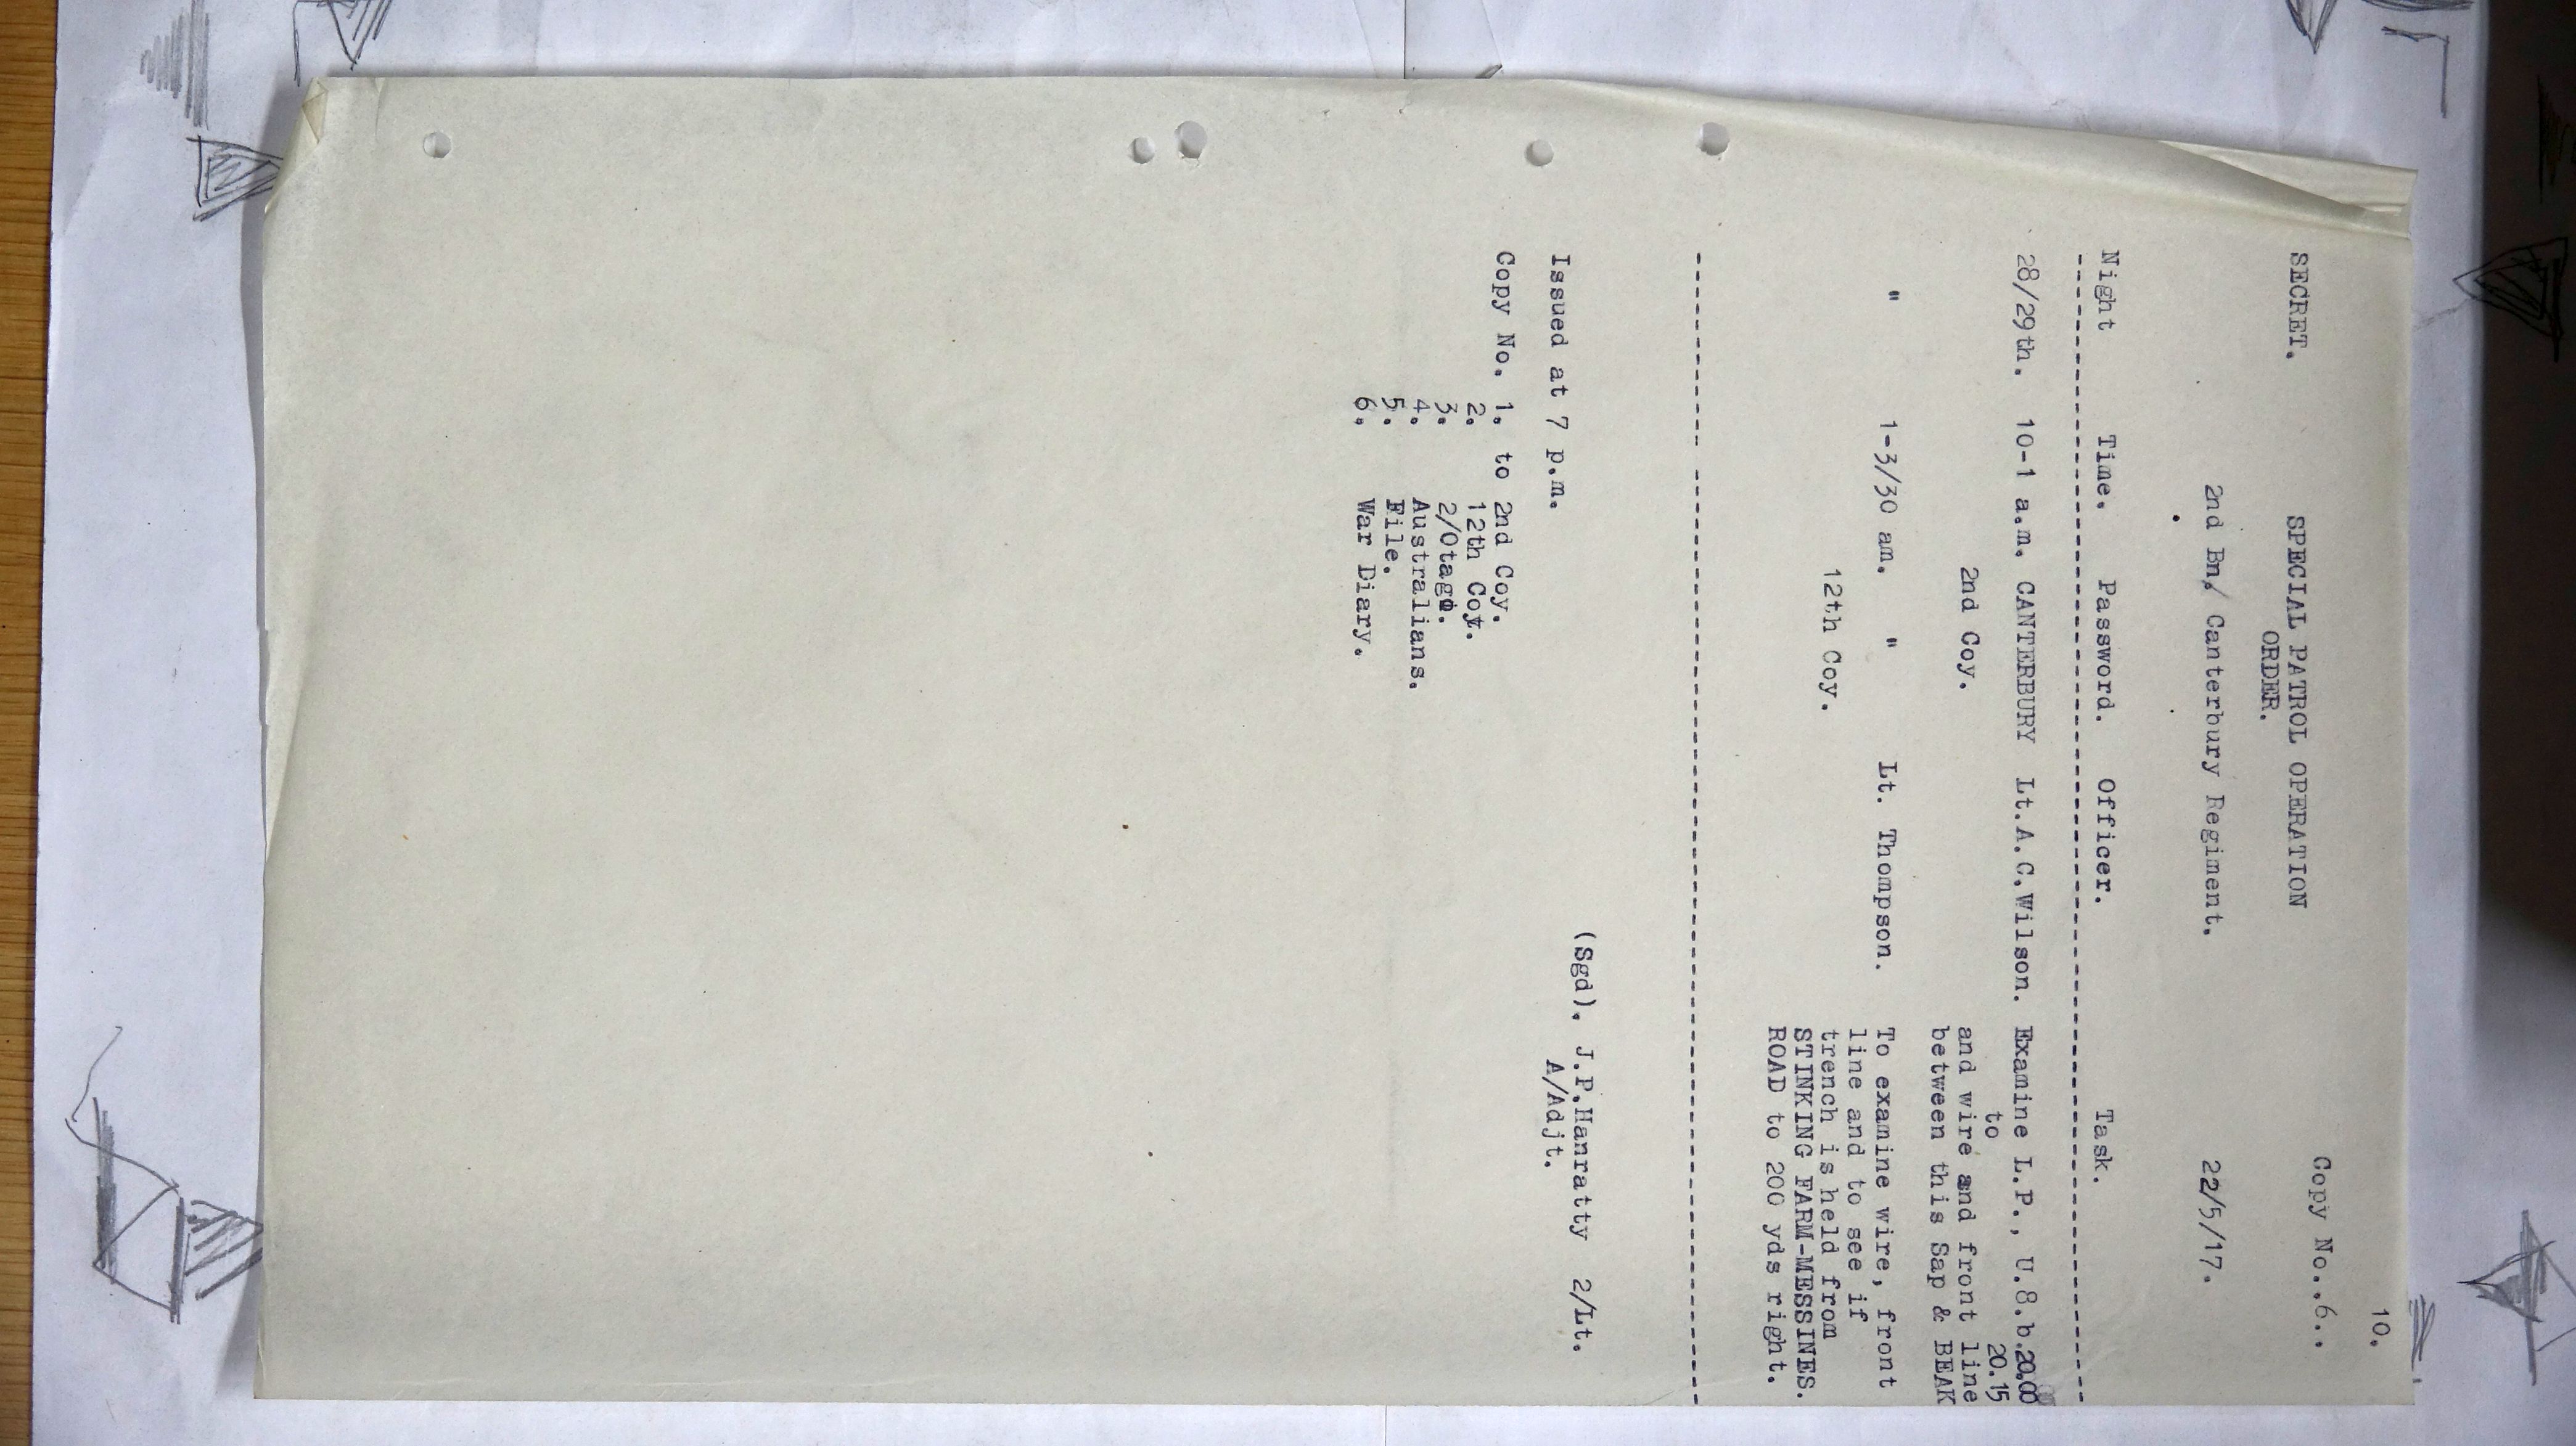 10.
Copy No..6..
SECRET. SPECIAL PATROL OPERATION
ORDER.
2nd Bn, Canterbury Regiment. 22/5/17.
Night Time. Password. Officer. Task.
28/29th. 10-1 a.m. CANTERBURY Lt.A.C.Wilson. Examine L.P., U.8.b.20.00
to 20.15
2nd Coy. and wire and front line
between this Sap & BEAK
" 1-3/30 am. " Lt. Thompson. To examine wire, front
line and to see if
12th Coy. trench is held from
STINKING FARM-MESSINES.
ROAD to 200 yds right.
(Sgd). J.P.Hanratty 2/Lt.
Issued at 7 p.m. A/Adjt.
Copy No. 1. to 2nd Coy.
2. 12th Coy.
3. 2/Otago.
4. Australians.
5. File.
6. War Diary.